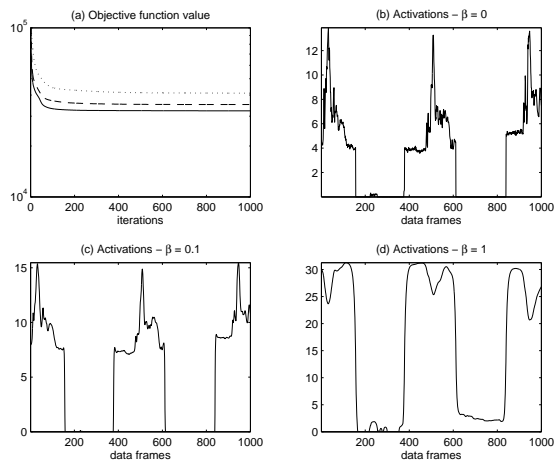 (a) Objective function value
10^5
10^4
0 200 400 600 800 1000
iterations
(b) Activations − β = 0
12
10
8
6
4
2
0 200 400 600 800 1000
data frames
(c) Activations − β = 0.1
15
10
5
0
0 200 400 600 800 1000
data frames
(d) Activations − β = 1
30
25
20
15
10
5
0
200 400 600 800 1000
data frames